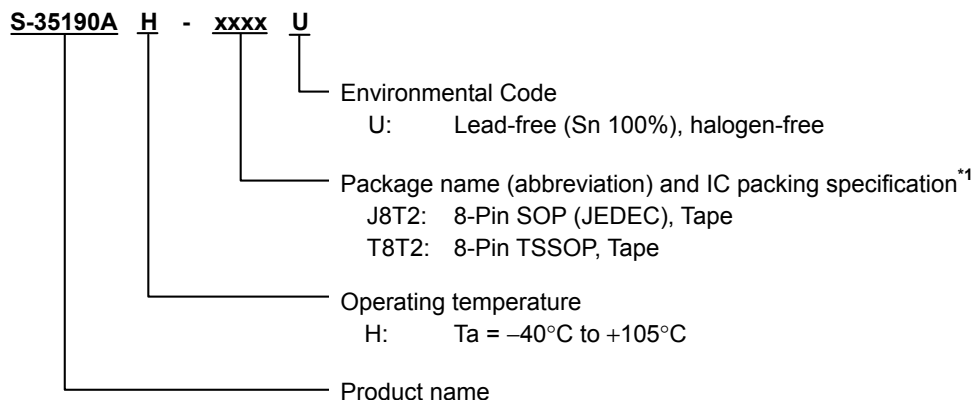 S-35190A H - xxxx U
Environmental Code
U: Lead-free (Sn 100%), halogen-free
Package name (abbreviation) and IC packing specification*1
J8T2: 8-Pin SOP (JEDEC), Tape
T8T2: 8-Pin TSSOP, Tape
Operating temperature
H: Ta = −40°C to +105°C
Product name